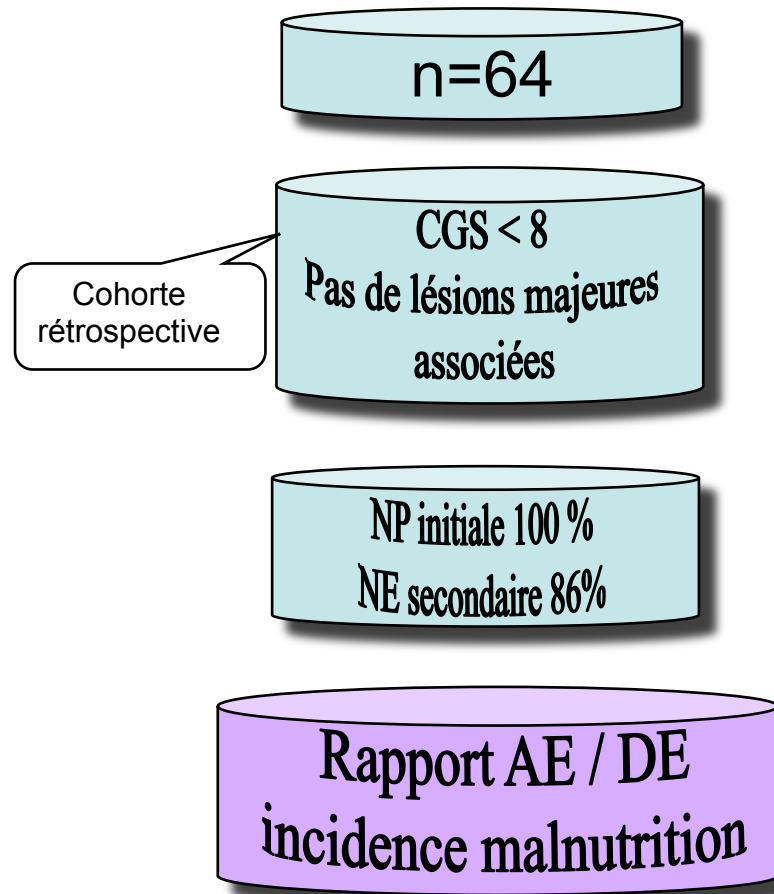 n=64
CGS < 8
Pas de lésions majeures
associées
Cohorte
rétrospective
NP initiale 100 %
NE secondaire 86%
Rapport AE / DE
incidence malnutrition